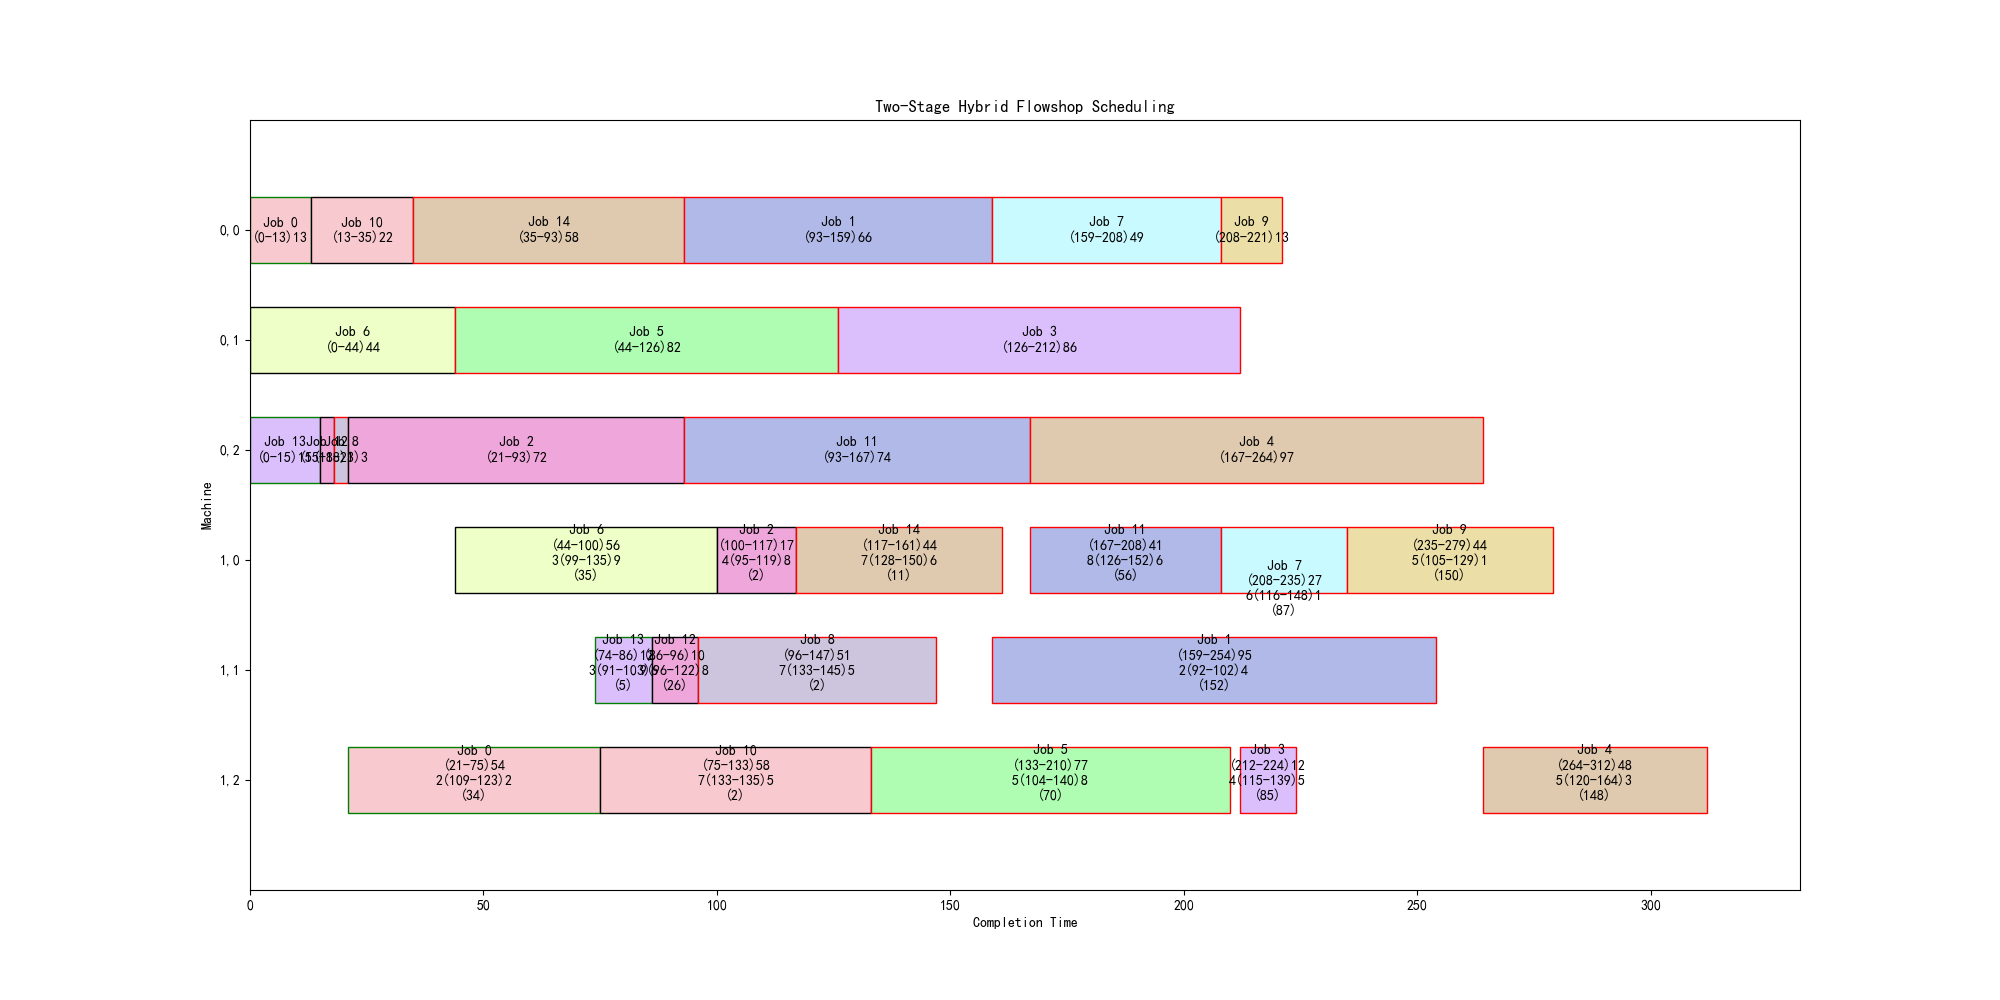 Two-Stage Hybrid Flowshop Scheduling
Machine
0,0
Job 0
(0-13)13
Job 10
(13-35)22
Job 14
(35-93)58
Job 1
(93-159)66
Job 7
(159-208)49
Job 9
(208-221)13
0,1
Job 6
(0-44)44
Job 5
(44-126)82
Job 3
(126-212)86
0,2
Job 13
(0-15)15
Job 8
Job 2
(21-93)72
Job 11
(93-167)74
Job 4
(167-264)97
1,0
Job 6
(44-100)56
3(99-135)9
(35)
Job 2
(100-117)17
4(95-119)8
(2)
Job 14
(117-161)44
7(128-150)6
(11)
Job 11
(167-208)41
8(126-152)6
(56)
Job 7
(208-235)27
6(116-148)1
(87)
Job 9
(235-279)44
5(105-129)1
(150)
1,1
Job 13
(74-86)12
(5)
Job 12
(86-96)10
9(96-122)8
(26)
Job 8
(96-147)51
7(133-145)5
(2)
Job 1
(159-254)95
2(92-102)4
(152)
1,2
Job 0
(21-75)54
2(109-123)2
(34)
Job 10
(75-133)58
7(133-135)5
(2)
Job 5
(133-210)77
5(104-140)8
(70)
Job 3
(212-224)12
4(115-139)5
(85)
Job 4
(264-312)48
5(120-164)3
(148)
0
50
100
150
200
250
300
Completion Time